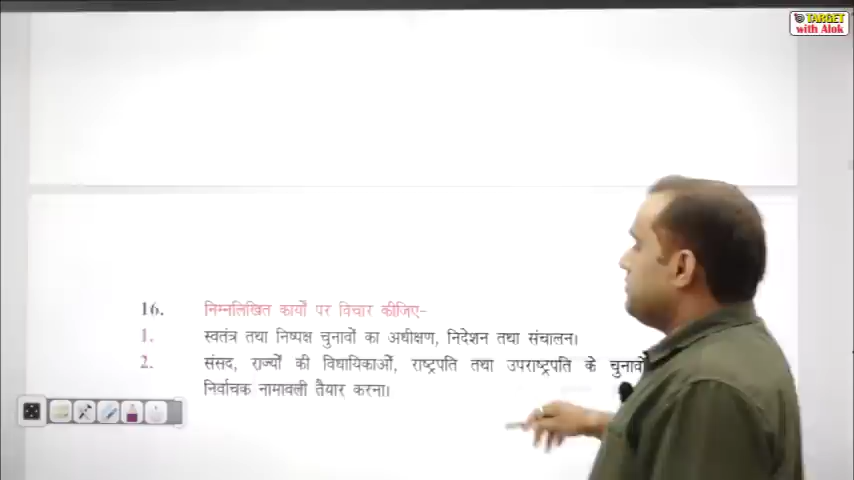 TARGET
with Alok
16. निम्नलिखित कार्यों पर विचार कीजिए-
1. स्वतंत्र तथा निष्पक्ष चुनावों का अधीक्षण, निदेशन तथा संचालन।
2. संसद, राज्यों की विधायिकाओं, राष्ट्रपति तथा उपराष्ट्रपति के चुनावों
निर्वाचक नामावली तैयार करना।